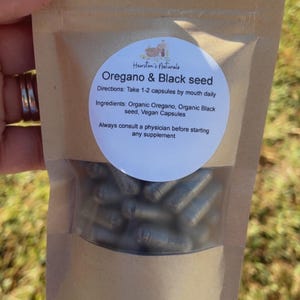 Houston's Naturals
Oregano & Black seed
Directions: Take 1-2 capsules by mouth daily
Ingredients: Organic Oregano, Organic Black
seed, Vegan Capsules
Always consult a physician before starting
any supplement